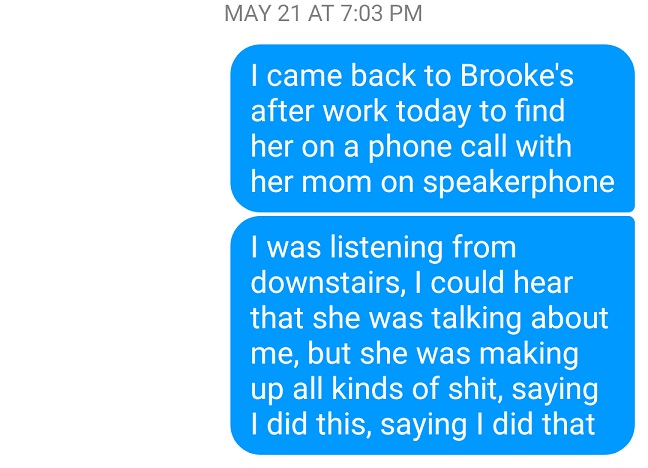 MAY 21 AT 7:03 PM
I came back to Brooke's
after work today to find
her on a phone call with
her mom on speakerphone
I was listening from
downstairs, I could hear
that she was talking about
me, but she was making
up all kinds of shit, saying
I did this, saying I did that